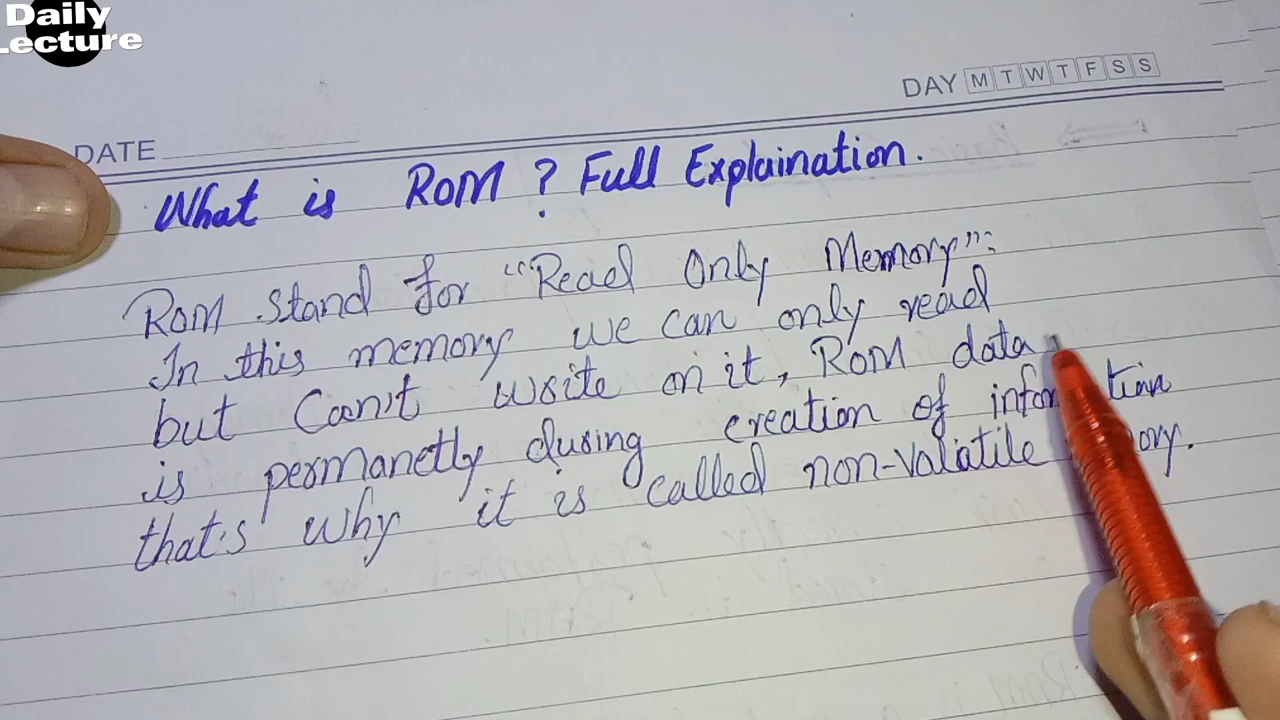 Daily
Lecture
DAY M T W T F S S
DATE
What is ROM ? Full Explaination.
ROM stand for "Read Only Memory":
In this memory we can only read
but Can't write on it, ROM data
is permanetly during creation of
that's why it is called non-valatile